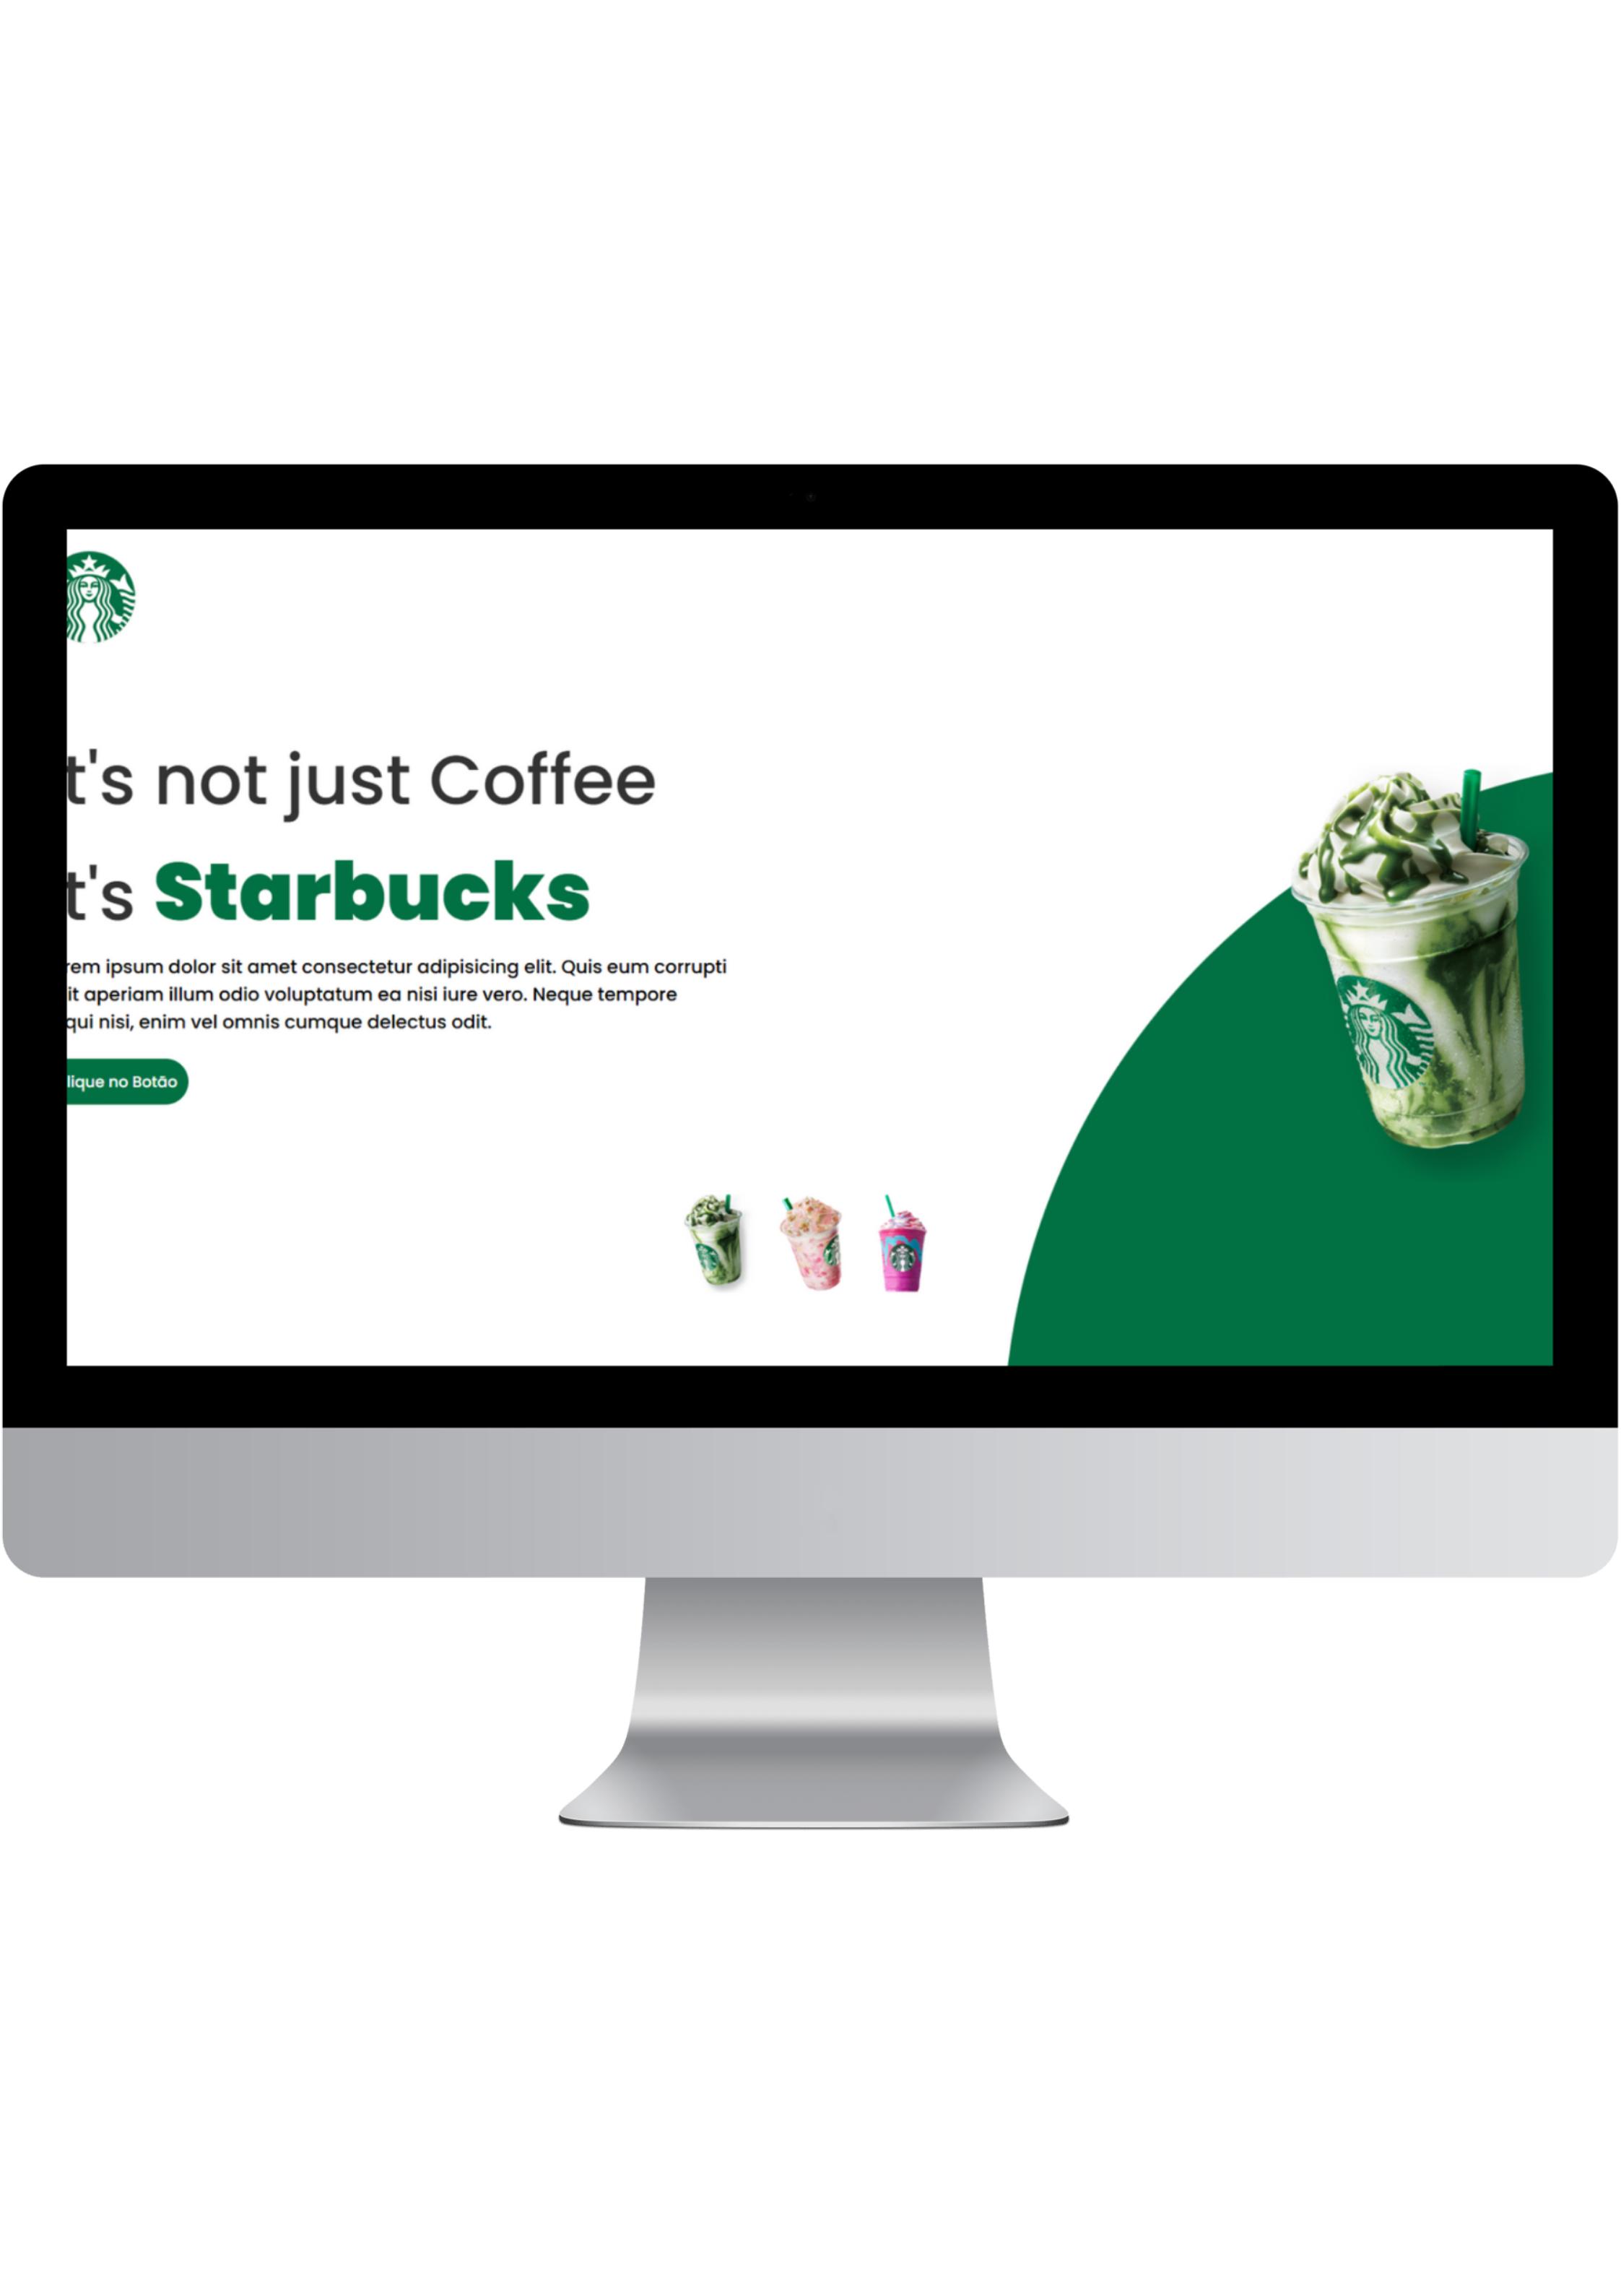 t's not just Coffee
t's Starbucks
rem ipsum dolor sit amet consectetur adipisicing elit. Quis eum corrupti
it aperiam illum odio voluptatum ea nisi iure vero. Neque tempore
qui nisi, enim vel omnis cumque delectus odit.
lique no Botão